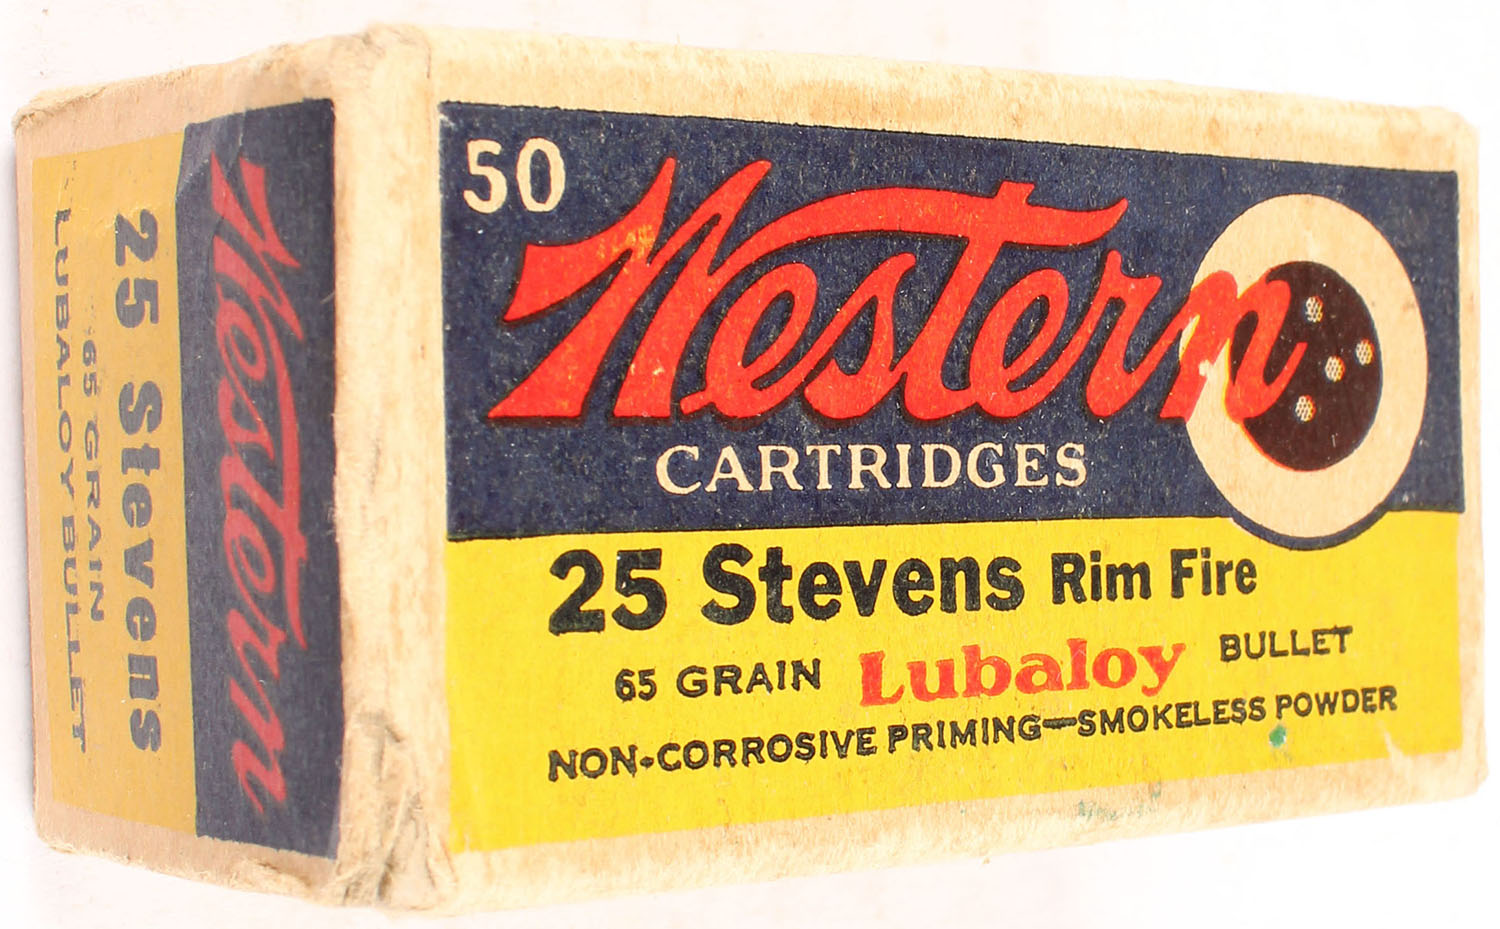 50
Western
CARTRIDGES
25 Stevens Rim Fire
65 GRAIN Lubaloy BULLET
NON-CORROSIVE PRIMING—SMOKELESS POWDER
Western
25 Stevens
65 GRAIN
LUBALOY BULLET